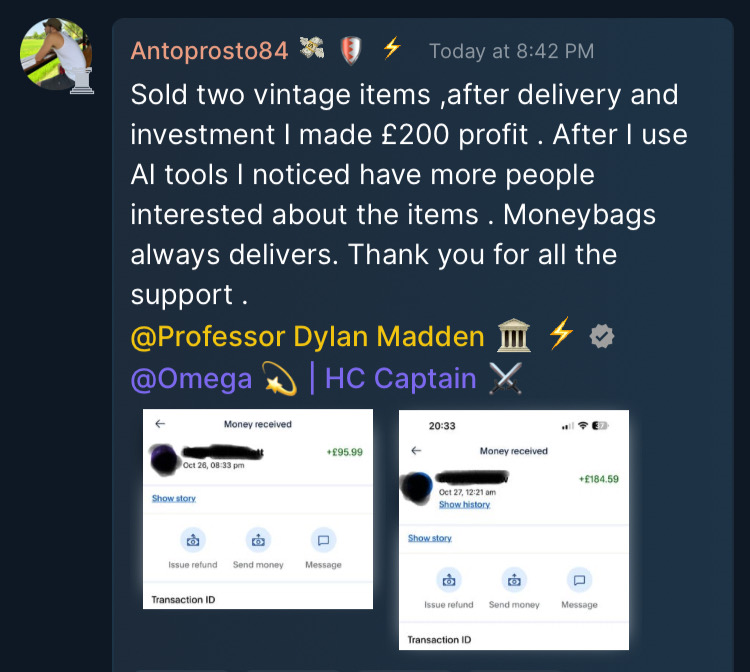 Antoprosto84 Today at 8:42 PM
Sold two vintage items ,after delivery and
investment I made £200 profit . After I use
AI tools I noticed have more people
interested about the items . Moneybags
always delivers. Thank you for all the
support .
@Professor Dylan Madden
@Omega | HC Captain
Money received
+£95.99
Oct 26, 08:33 pm
Show story
Issue refund Send money Message
Transaction ID
20:33
Money received
+£184.59
Oct 27, 12:21 am
Show history
Show story
Issue refund Send money Message
Transaction ID